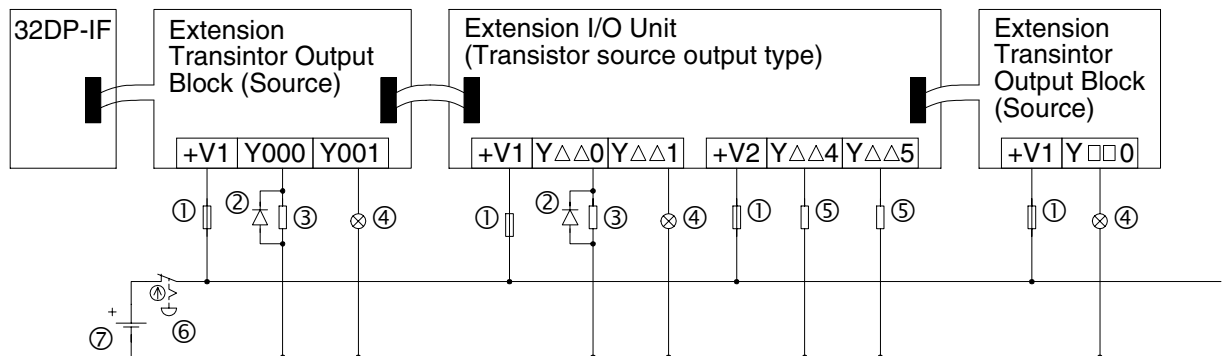 32DP-IF
Extension
Transintor Output
Block (Source)
Extension I/O Unit
(Transistor source output type)
Extension
Transintor
Output Block
(Source)
+V1 Y000 Y001
+V1 Y△△0 Y△△1
+V2 Y△△4 Y△△5
+V1 Y□□0
① ② ③ ④ ① ② ③ ④ ① ⑤ ⑤ ① ④
+
⑦ ⑥